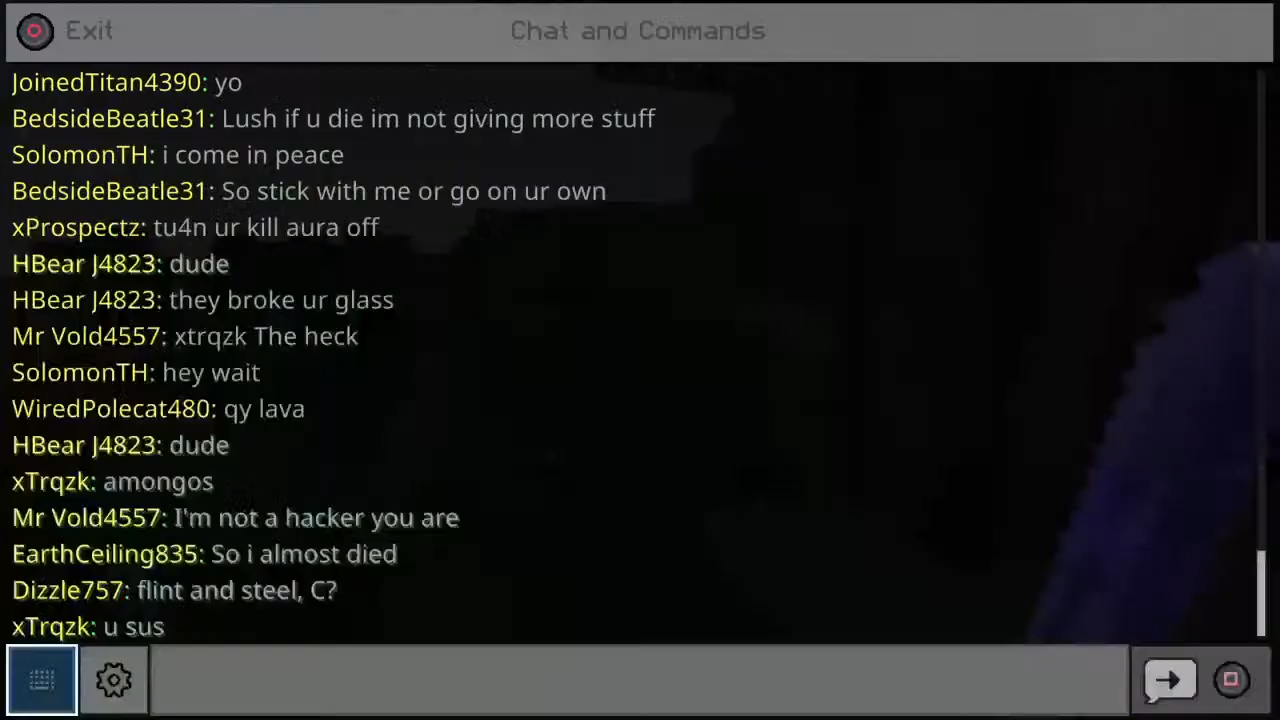 Exit
Chat and Commands
JoinedTitan4390: yo
BedsideBeatle31: Lush if u die im not giving more stuff
SolomonTH: i come in peace
BedsideBeatle31: So stick with me or go on ur own
xProspectz: tu4n ur kill aura off
HBear J4823: dude
HBear J4823: they broke ur glass
Mr Vold4557: xtrqzk The heck
SolomonTH: hey wait
WiredPolecat480: qy lava
HBear J4823: dude
xTrqzk: amongos
Mr Vold4557: I'm not a hacker you are
EarthCeiling835: So i almost died
Dizzle757: flint and steel, C?
xTrqzk: u sus